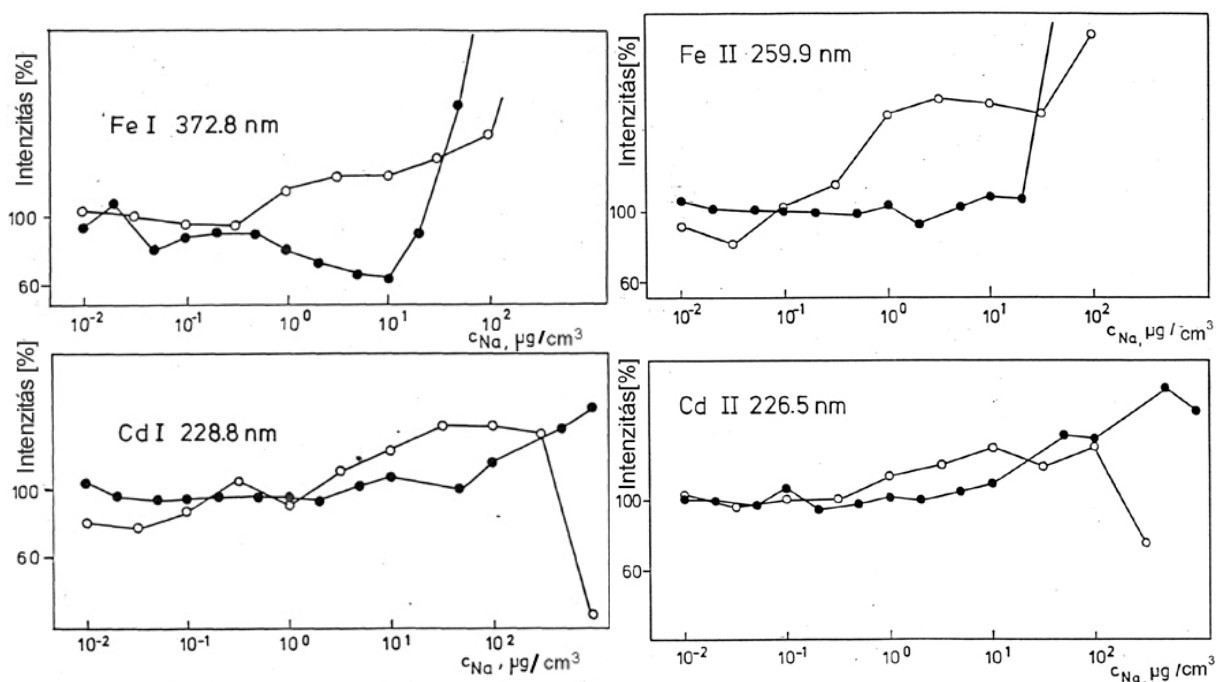 Intenzitás [%]
Fe I 372.8 nm
100
60
10⁻² 10⁻¹ 10⁰ 10¹ 10²
cNa, µg/cm³
Intenzitás[%]
Fe II 259.9 nm
100
60
10⁻² 10⁻¹ 10⁰ 10¹ 10²
cNa, µg/cm³
Intenzitás[%]
Cd I 228.8 nm
100
60
10⁻² 10⁻¹ 10⁰ 10¹ 10²
cNa, µg/cm³
Intenzitás[%]
Cd II 226.5 nm
100
60
10⁻² 10⁻¹ 10⁰ 10¹ 10²
cNa, µg/cm³